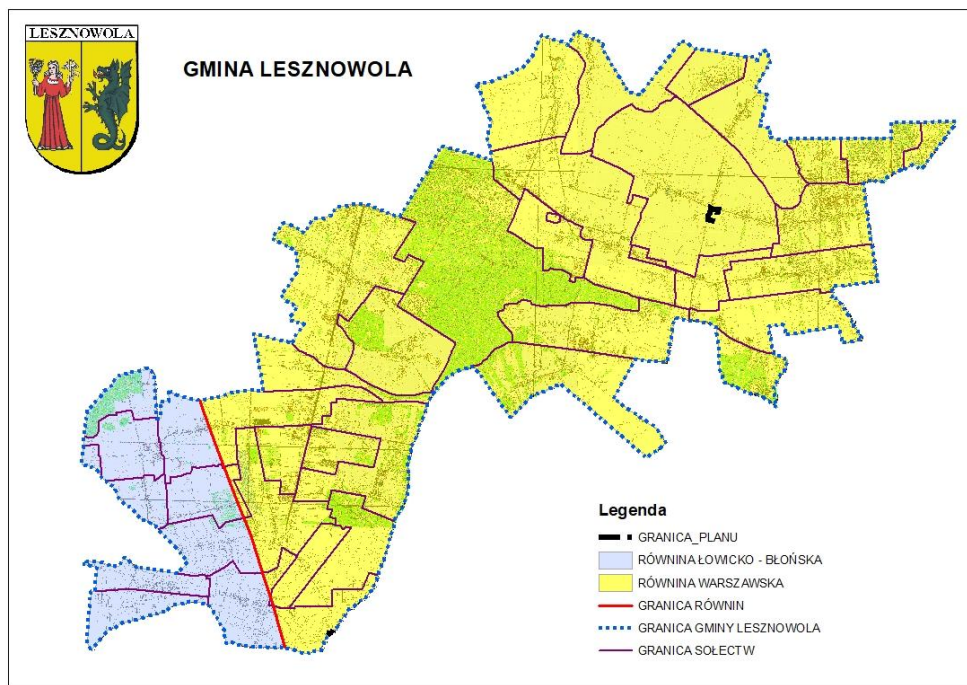 LESZNOWOLA
GMINA LESZNOWOLA
Legenda
GRANICA_PLANU
RÓWNINA ŁOWICKO - BŁOŃSKA
RÓWNINA WARSZAWSKA
GRANICA RÓWNIN
GRANICA GMINY LESZNOWOLA
GRANICA SOŁECTW